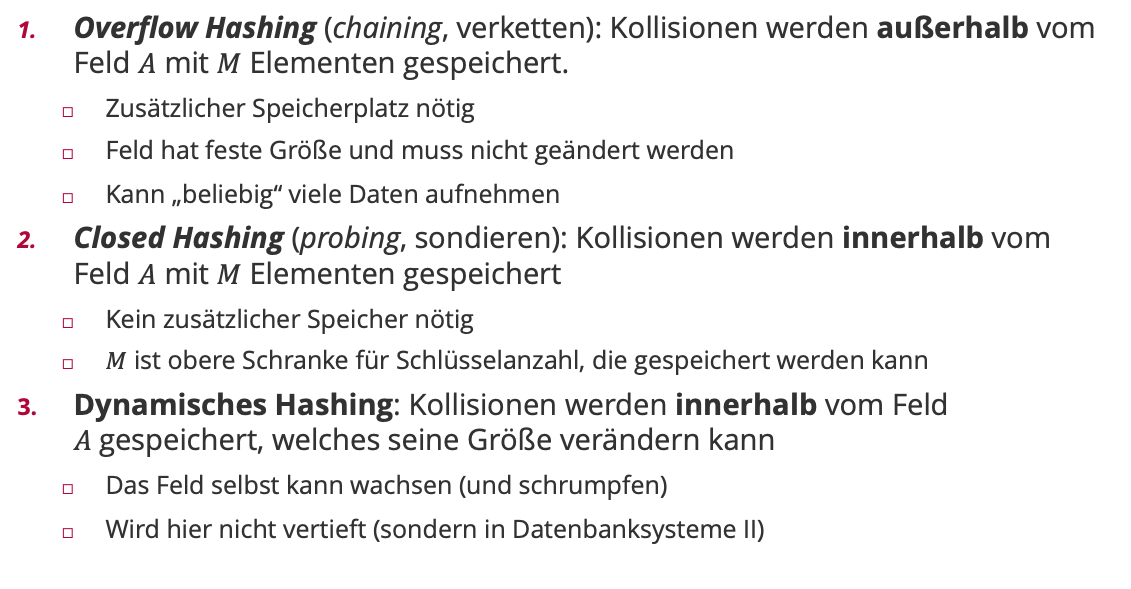 1. Overflow Hashing (chaining, verketten): Kollisionen werden außerhalb vom
Feld A mit M Elementen gespeichert.
□ Zusätzlicher Speicherplatz nötig
□ Feld hat feste Größe und muss nicht geändert werden
□ Kann „beliebig“ viele Daten aufnehmen
2. Closed Hashing (probing, sondieren): Kollisionen werden innerhalb vom
Feld A mit M Elementen gespeichert
□ Kein zusätzlicher Speicher nötig
□ M ist obere Schranke für Schlüsselanzahl, die gespeichert werden kann
3. Dynamisches Hashing: Kollisionen werden innerhalb vom Feld
A gespeichert, welches seine Größe verändern kann
□ Das Feld selbst kann wachsen (und schrumpfen)
□ Wird hier nicht vertieft (sondern in Datenbanksysteme II)